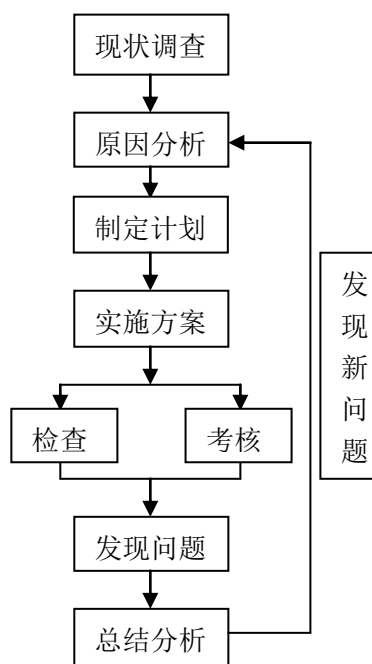 现状调查
原因分析
制定计划
实施方案
检查
考核
发现问题
总结分析
发现新问题